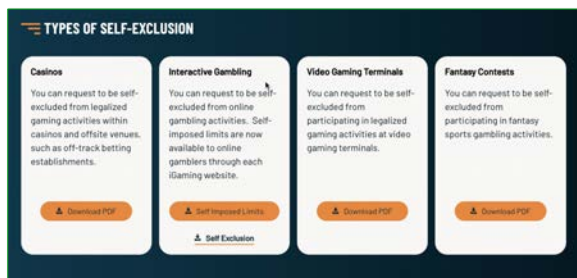 TYPES OF SELF-EXCLUSION
Casinos
You can request to be self-
excluded from legalized
gaming activities within
casinos and offsite venues,
such as off-track betting
establishments.
Download PDF
Interactive Gambling
You can request to be self-
excluded from online
gambling activities. Self-
imposed limits are now
available to online
gamblers through each
iGaming website.
Self Imposed Limits
Self Exclusion
Video Gaming Terminals
You can request to be self-
excluded from
participating in legalized
gaming activities at video
gaming terminals.
Download PDF
Fantasy Contests
You can request to be self-
excluded from
participating in fantasy
sports gambling activities.
Download PDF